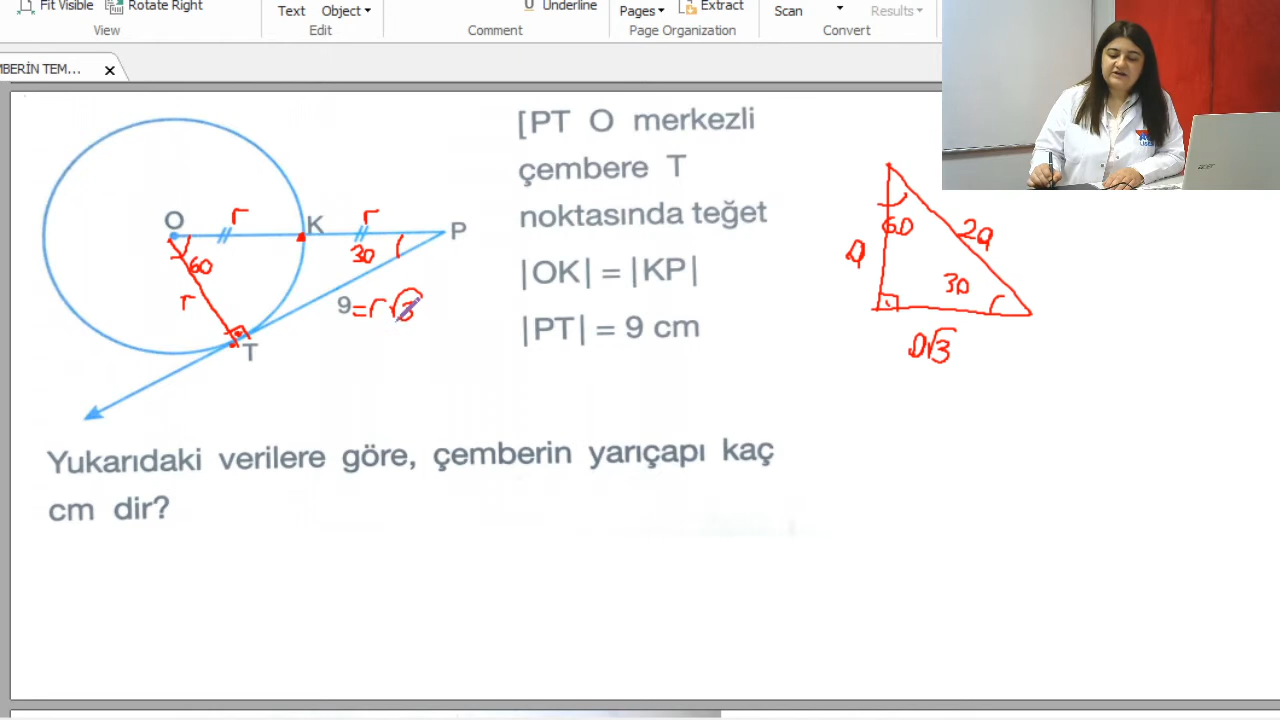 Fit Visible
Rotate Right
Underline
Extract
Text
Object
Pages
Scan
Results
View
Edit
Comment
Page Organization
Convert
MBERİN TEM...
[PT O merkezli
çembere T
noktasında teğet
|OK| = |KP|
|PT| = 9 cm
O
r
K
r
P
60
30
r
9=r√3
T
60
2a
a
30
a√3
Yukarıdaki verilere göre, çemberin yarıçapı kaç
cm dir?
acer